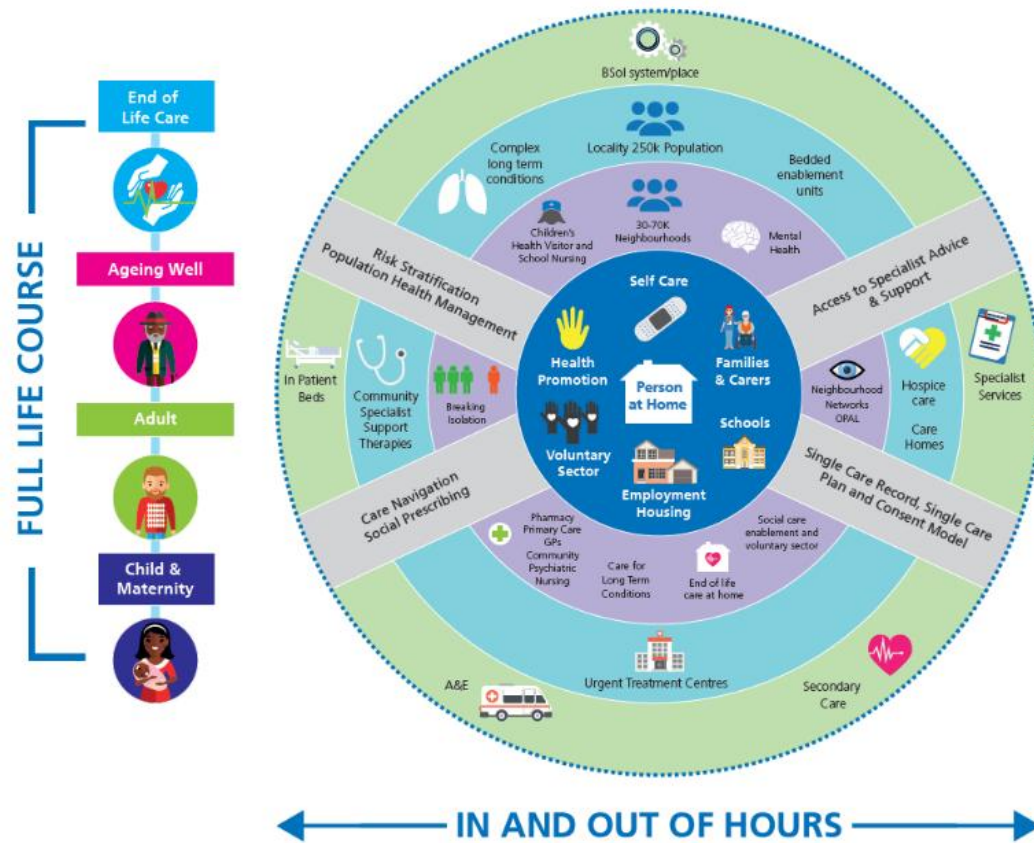 FULL LIFE COURSE
End of
Life Care
Ageing Well
Adult
Child &
Maternity
BSol system/place
Locality 250k Population
Complex
long term
conditions
Bedded
enablement
units
30-70K
Neighbourhoods
Children's
Health Visitor and
School Nursing
Mental
Health
Risk Stratification
Population Health Management
Access to Specialist Advice
& Support
Self Care
Health
Promotion
Families
& Carers
Person
at Home
Voluntary
Sector
Schools
Employment
Housing
In Patient
Beds
Community
Specialist
Support
Therapies
Breaking
Isolation
Neighbourhood
Networks
OPAL
Hospice
care
Care Homes
Specialist
Services
Care Navigation
Social Prescribing
Single Care Record, Single Care
Plan and Consent Model
Pharmacy
Primary Care
GPs
Community
Psychiatric
Nursing
Care for
Long Term
Conditions
End of life
care at home
Social care
enablement and
voluntary sector
Urgent Treatment Centres
A&E
Secondary
Care
IN AND OUT OF HOURS